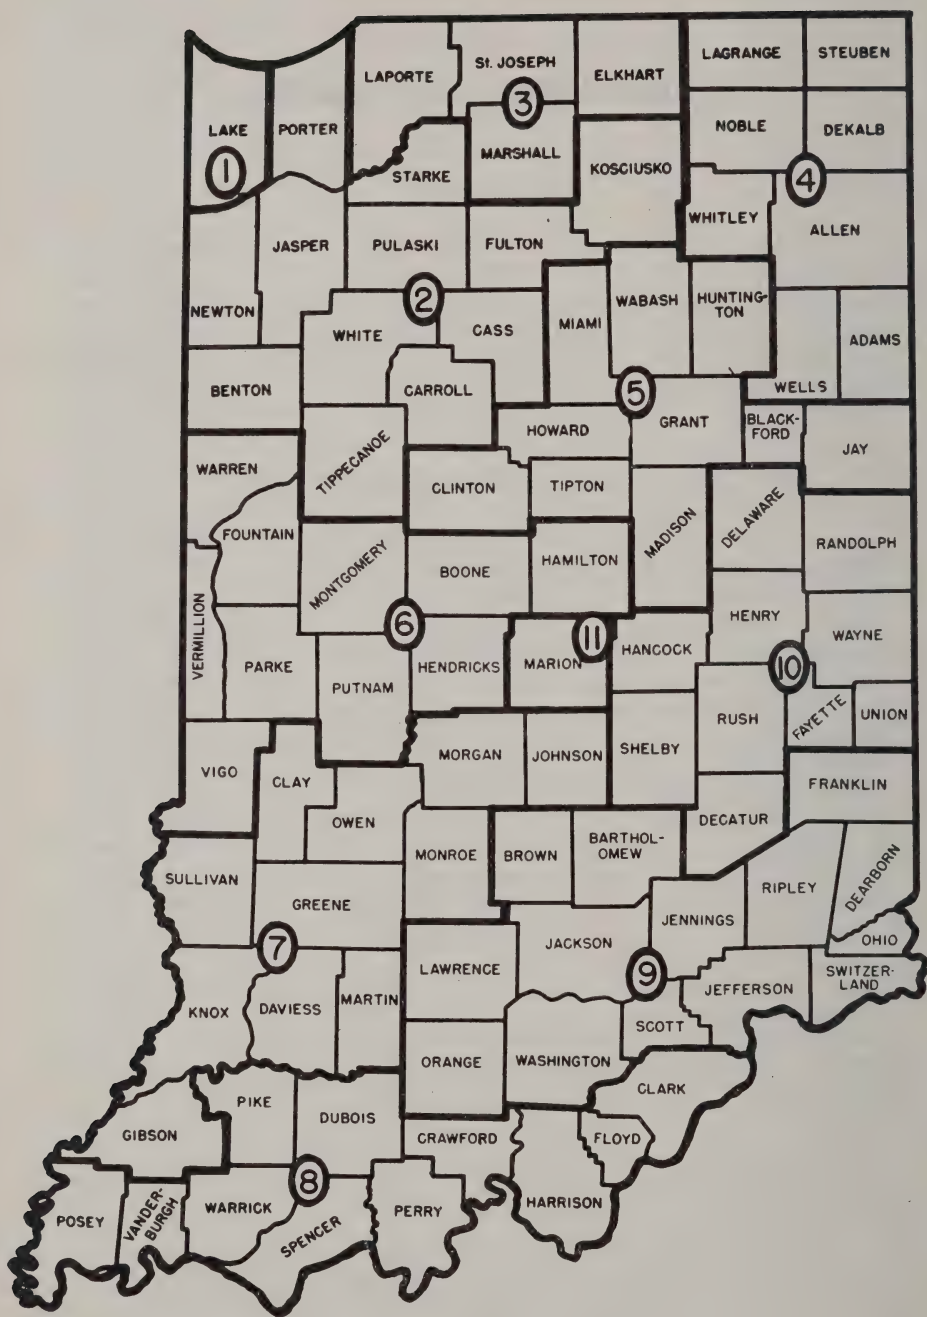 LAPORTE
St. JOSEPH
ELKHART
LAGRANGE
STEUBEN
LAKE
PORTER
3
NOBLE
DEKALB
1
STARKE
MARSHALL
KOSCIUSKO
4
WHITLEY
ALLEN
JASPER
PULASKI
FULTON
NEWTON
2
WHITE
CASS
MIAMI
WABASH
HUNTING-
TON
ADAMS
BENTON
CARROLL
5
WELLS
HOWARD
GRANT
BLACK-
FORD
JAY
WARREN
TIPPECANOE
CLINTON
TIPTON
MADISON
DELAWARE
FOUNTAIN
MONTGOMERY
BOONE
HAMILTON
RANDOLPH
VERMILLION
6
11
HENRY
WAYNE
PARKE
PUTNAM
HENDRICKS
MARION
HANCOCK
10
RUSH
FAYETTE
UNION
VIGO
CLAY
MORGAN
JOHNSON
SHELBY
FRANKLIN
OWEN
MONROE
BROWN
BARTHOL-
OMEW
DECATUR
SULLIVAN
GREENE
RIPLEY
DEARBORN
7
JACKSON
JENNINGS
OHIO
LAWRENCE
9
JEFFERSON
SWITZER-
LAND
KNOX
DAVIESS
MARTIN
SCOTT
ORANGE
WASHINGTON
CLARK
PIKE
DUBOIS
GIBSON
CRAWFORD
FLOYD
8
POSEY
VANDER-
BURGH
WARRICK
SPENCER
PERRY
HARRISON